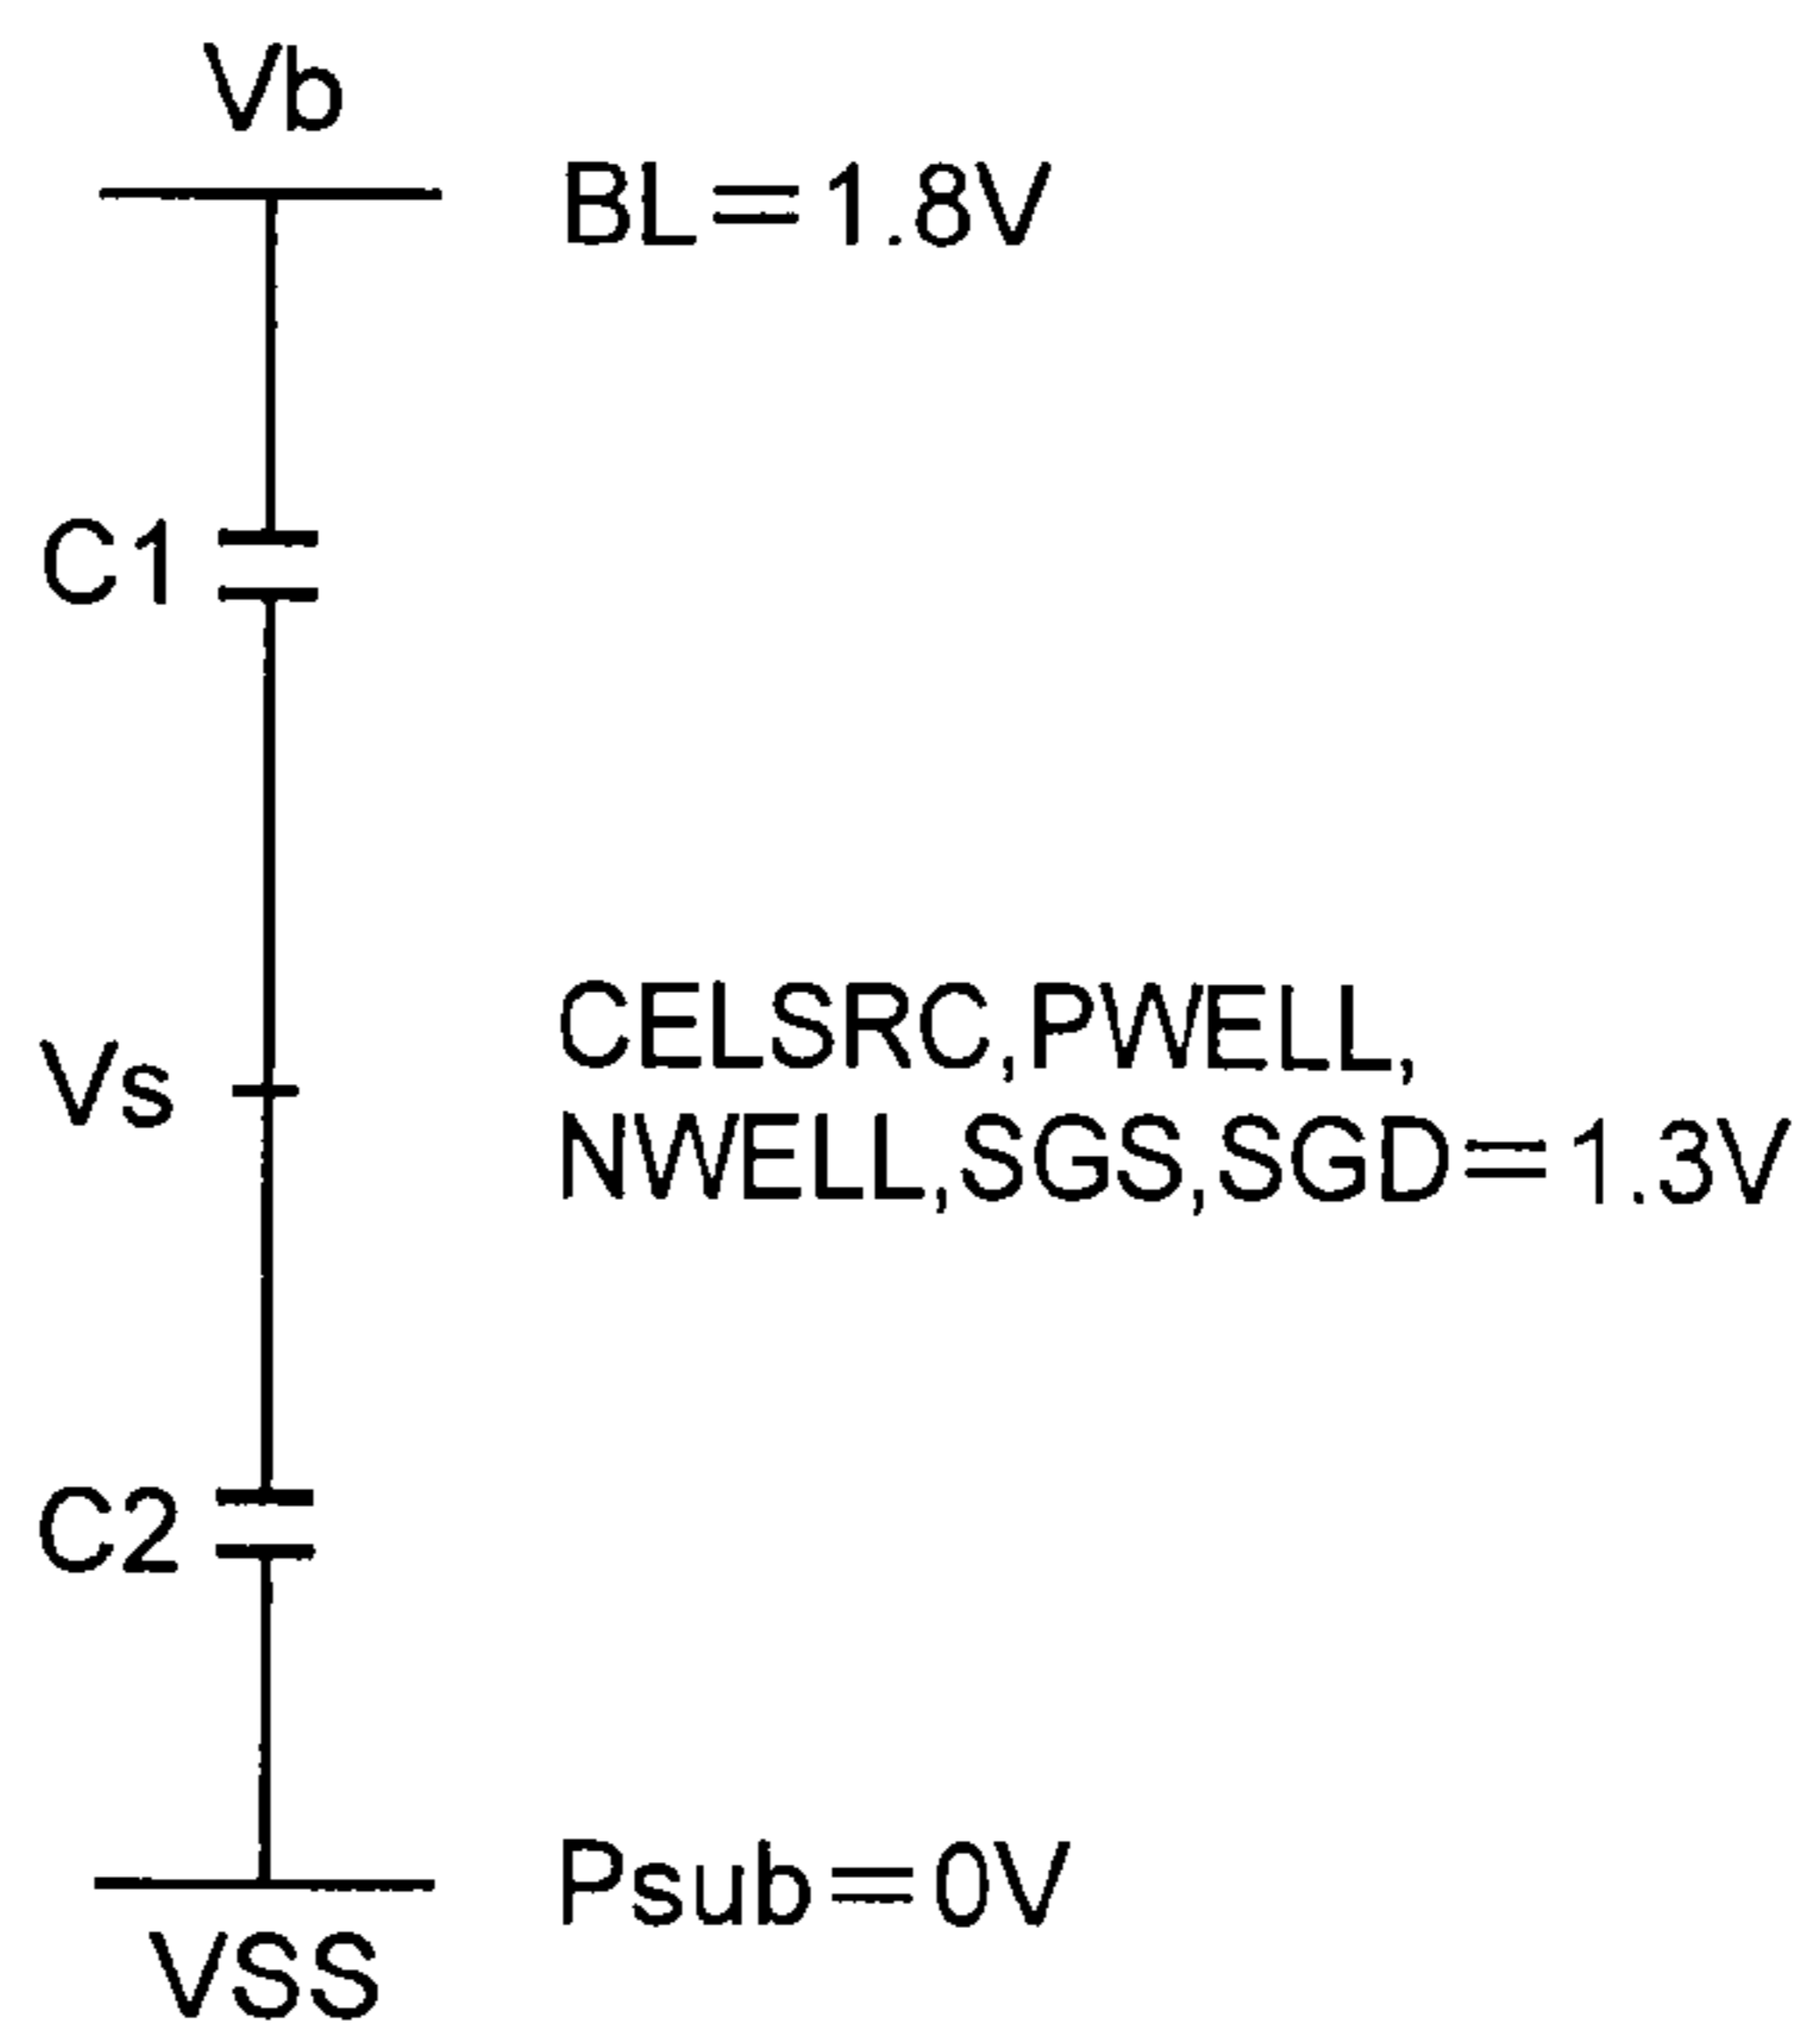 Vb
BL=1.8V
C1
CELSRC,PWELL,
Vs
NWELL,SGS,SGD=1.3V
C2
Psub=0V
VSS